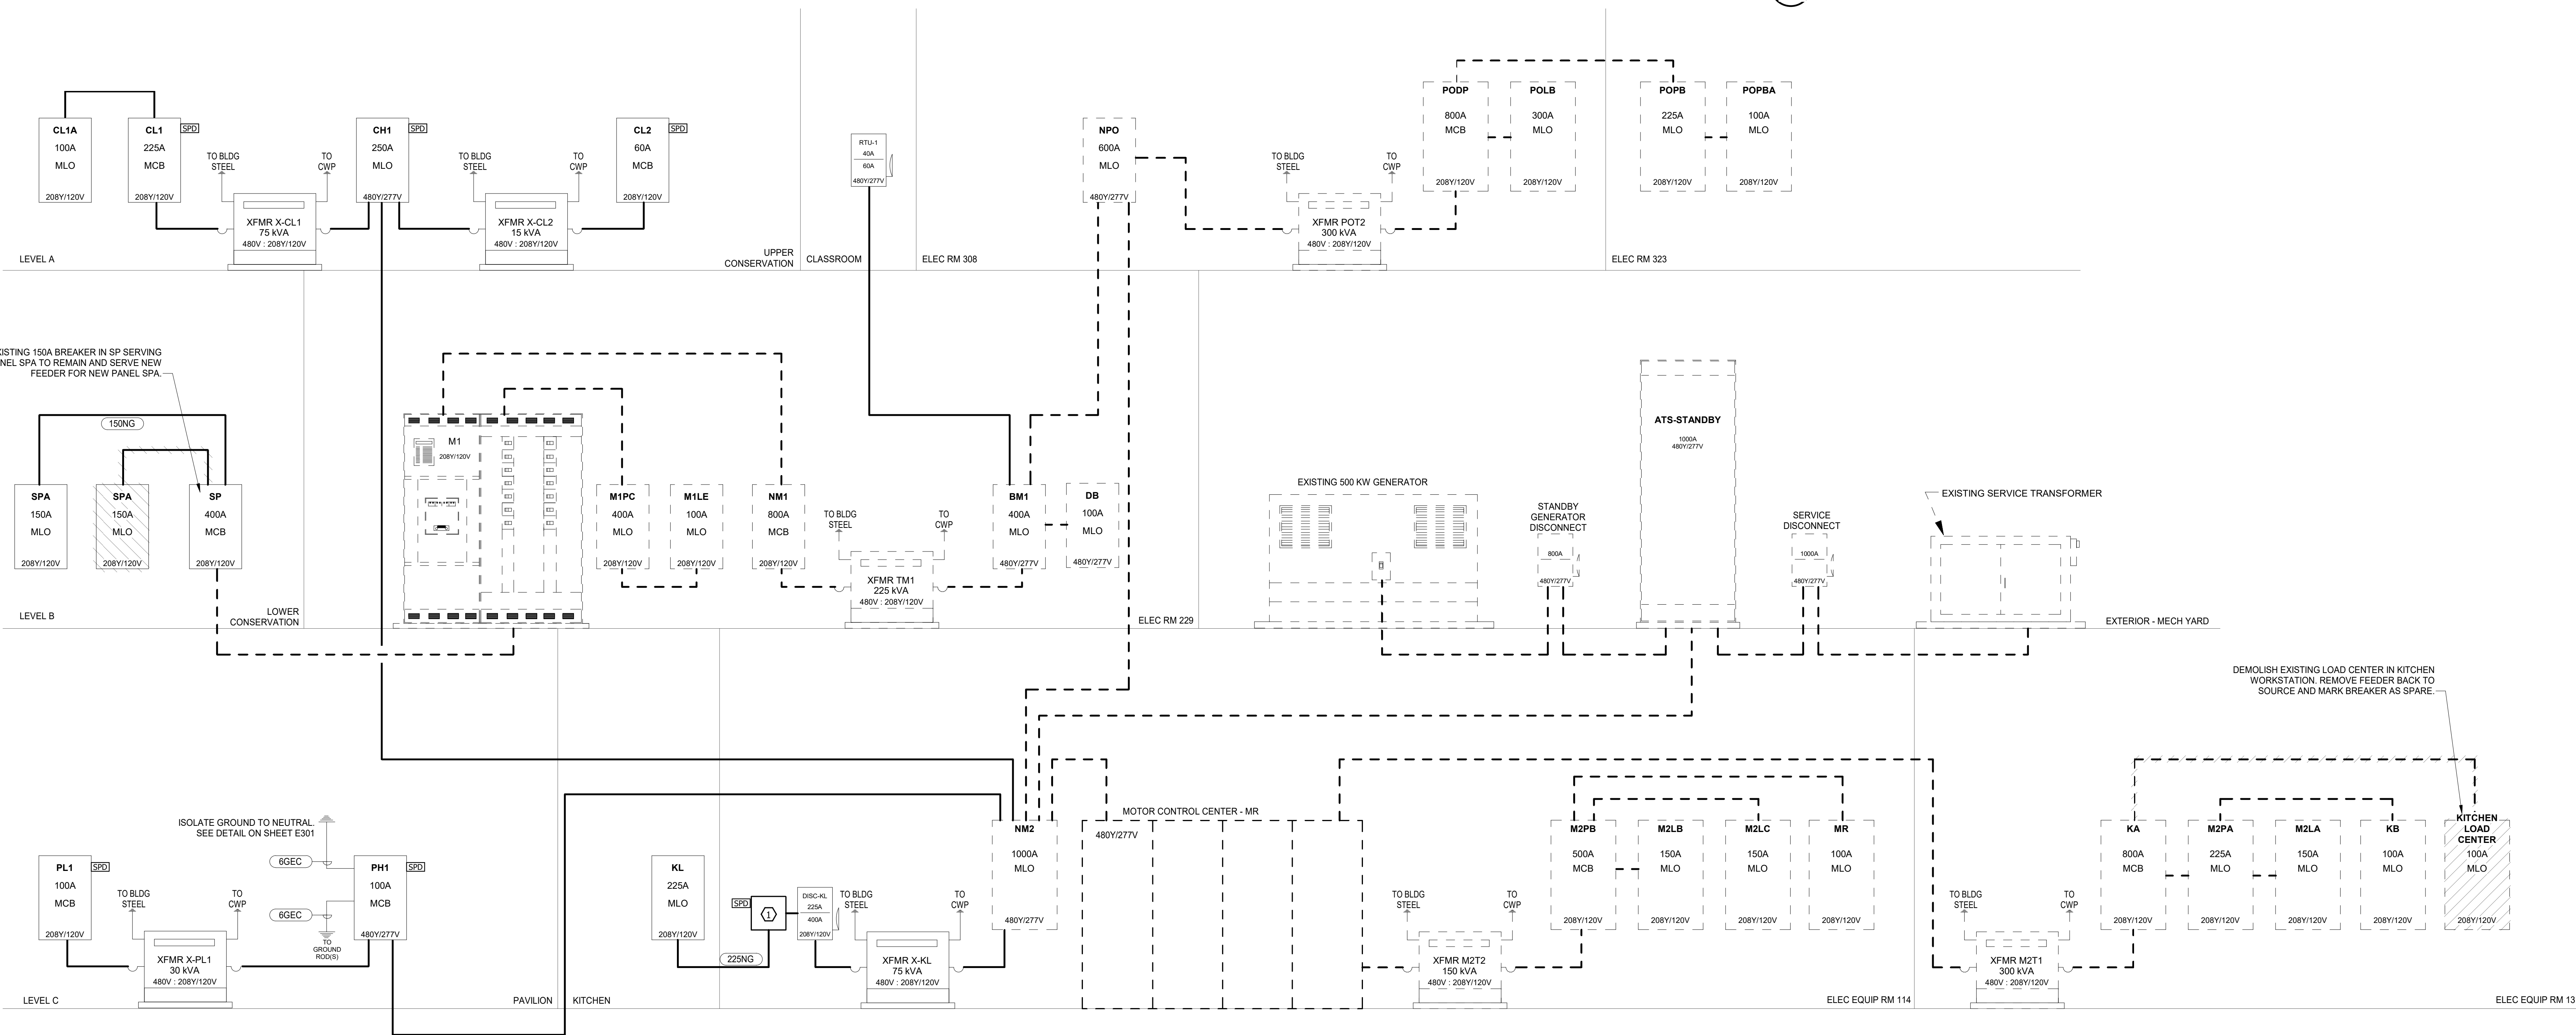 CL1A
100A
MLO
208Y/120V
CL1
225A
MCB
208Y/120V
SPD
TO BLDG
STEEL
TO
CWP
XFMR X-CL1
75 kVA
480V : 208Y/120V
CH1
250A
MLO
480Y/277V
SPD
TO BLDG
STEEL
TO
CWP
XFMR X-CL2
15 kVA
480V : 208Y/120V
CL2
60A
MCB
208Y/120V
SPD
LEVEL A
UPPER
CONSERVATION
CLASSROOM
RTU-1
40A
60A
480Y/277V
ELEC RM 308
NPO
600A
MLO
480Y/277V
TO BLDG
STEEL
TO
CWP
XFMR POT2
300 kVA
480V : 208Y/120V
PODP
800A
MCB
208Y/120V
POLB
300A
MLO
208Y/120V
ELEC RM 323
POPB
225A
MLO
208Y/120V
POPBA
100A
MLO
208Y/120V
XISTING 150A BREAKER IN SP SERVING
NEL SPA TO REMAIN AND SERVE NEW
FEEDER FOR NEW PANEL SPA.
150NG
SPA
150A
MLO
208Y/120V
SPA
150A
MLO
208Y/120V
SP
400A
MCB
208Y/120V
LEVEL B
LOWER
CONSERVATION
M1
208Y/120V
M1PC
400A
MLO
208Y/120V
M1LE
100A
MLO
208Y/120V
NM1
800A
MCB
208Y/120V
TO BLDG
STEEL
TO
CWP
XFMR TM1
225 kVA
480V : 208Y/120V
BM1
400A
MLO
480Y/277V
DB
100A
MLO
480Y/277V
ELEC RM 229
EXISTING 500 KW GENERATOR
STANDBY
GENERATOR
DISCONNECT
800A
480Y/277V
ATS-STANDBY
1000A
480Y/277V
SERVICE
DISCONNECT
1000A
480Y/277V
EXISTING SERVICE TRANSFORMER
EXTERIOR - MECH YARD
DEMOLISH EXISTING LOAD CENTER IN KITCHEN
WORKSTATION. REMOVE FEEDER BACK TO
SOURCE AND MARK BREAKER AS SPARE.
ISOLATE GROUND TO NEUTRAL.
SEE DETAIL ON SHEET E301
6GEC
6GEC
TO
GROUND
ROD(S)
PL1
100A
MCB
208Y/120V
SPD
TO BLDG
STEEL
TO
CWP
XFMR X-PL1
30 kVA
480V : 208Y/120V
PH1
100A
MCB
480Y/277V
SPD
LEVEL C
PAVILION
KITCHEN
KL
225A
MLO
208Y/120V
225NG
SPD
1
DISC-KL
225A
400A
208Y/120V
TO BLDG
STEEL
TO
CWP
XFMR X-KL
75 kVA
480V : 208Y/120V
NM2
1000A
MLO
480Y/277V
MOTOR CONTROL CENTER - MR
480Y/277V
TO BLDG
STEEL
TO
CWP
XFMR M2T2
150 kVA
480V : 208Y/120V
M2PB
500A
MCB
208Y/120V
M2LB
150A
MLO
208Y/120V
M2LC
150A
MLO
208Y/120V
MR
100A
MLO
208Y/120V
ELEC EQUIP RM 114
TO BLDG
STEEL
TO
CWP
XFMR M2T1
300 kVA
480V : 208Y/120V
KA
800A
MCB
208Y/120V
M2PA
225A
MLO
208Y/120V
M2LA
150A
MLO
208Y/120V
KB
100A
MLO
208Y/120V
KITCHEN
LOAD
CENTER
100A
MLO
208Y/120V
ELEC EQUIP RM 13